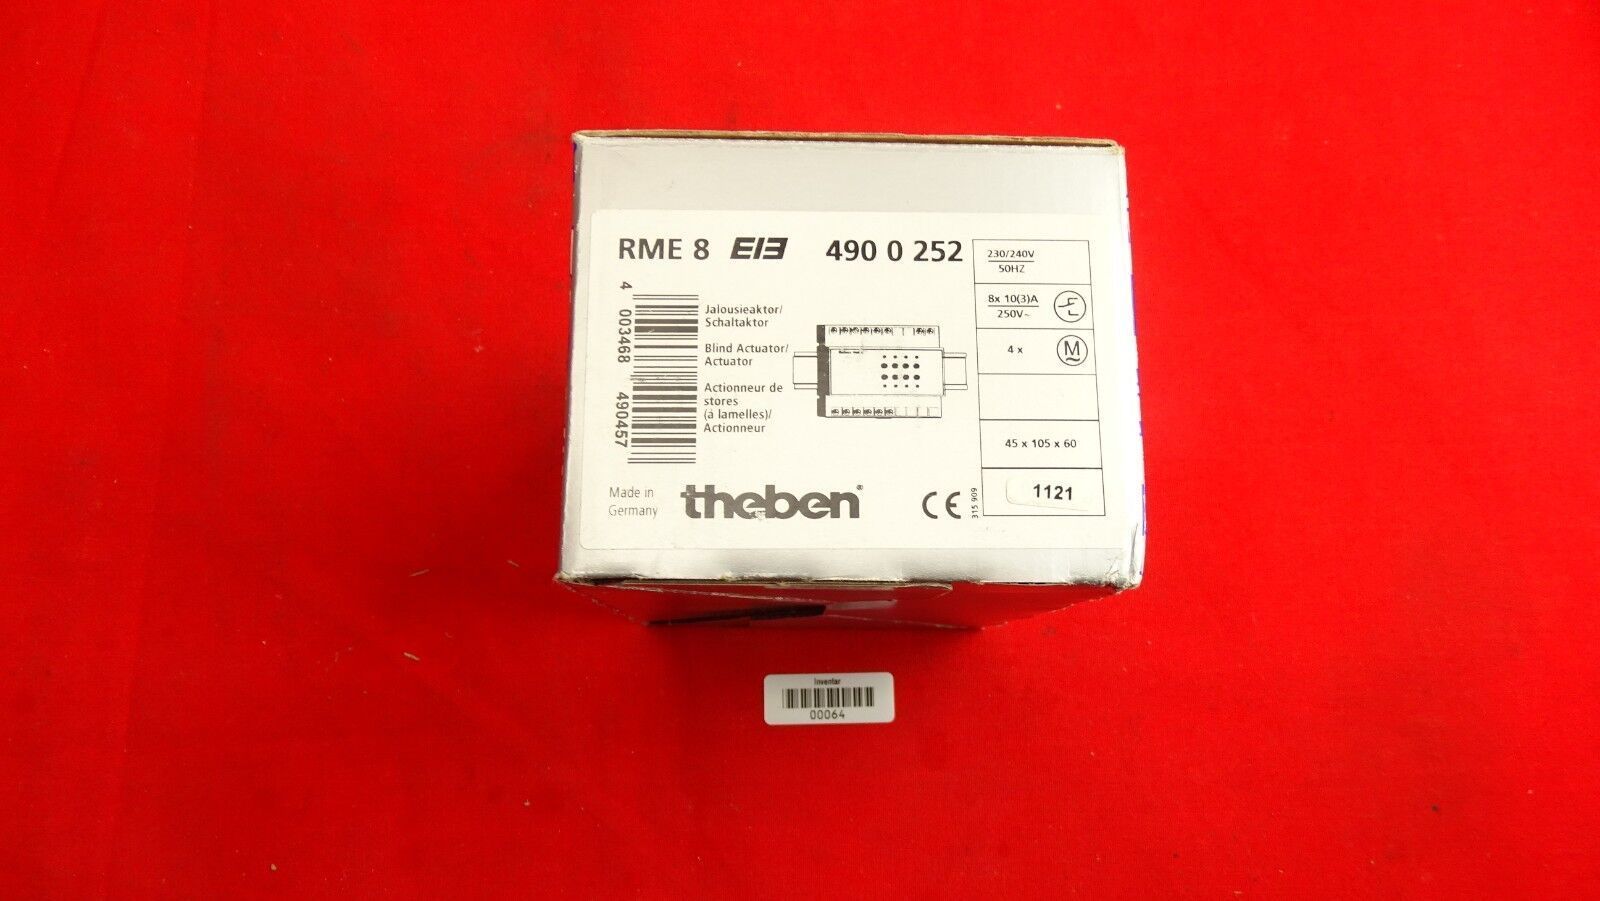 RME 8 EIB 490 0 252
230/240V
50HZ
8x 10(3)A
250V~
4 x M
45 x 105 x 60
1121
4 003468 490457
Jalousieaktor/
Schaltaktor
Blind Actuator/
Actuator
Actionneur de
stores
(á lamelles)/
Actionneur
Made in
Germany
theben®
CE
315 909
Inventar
00064